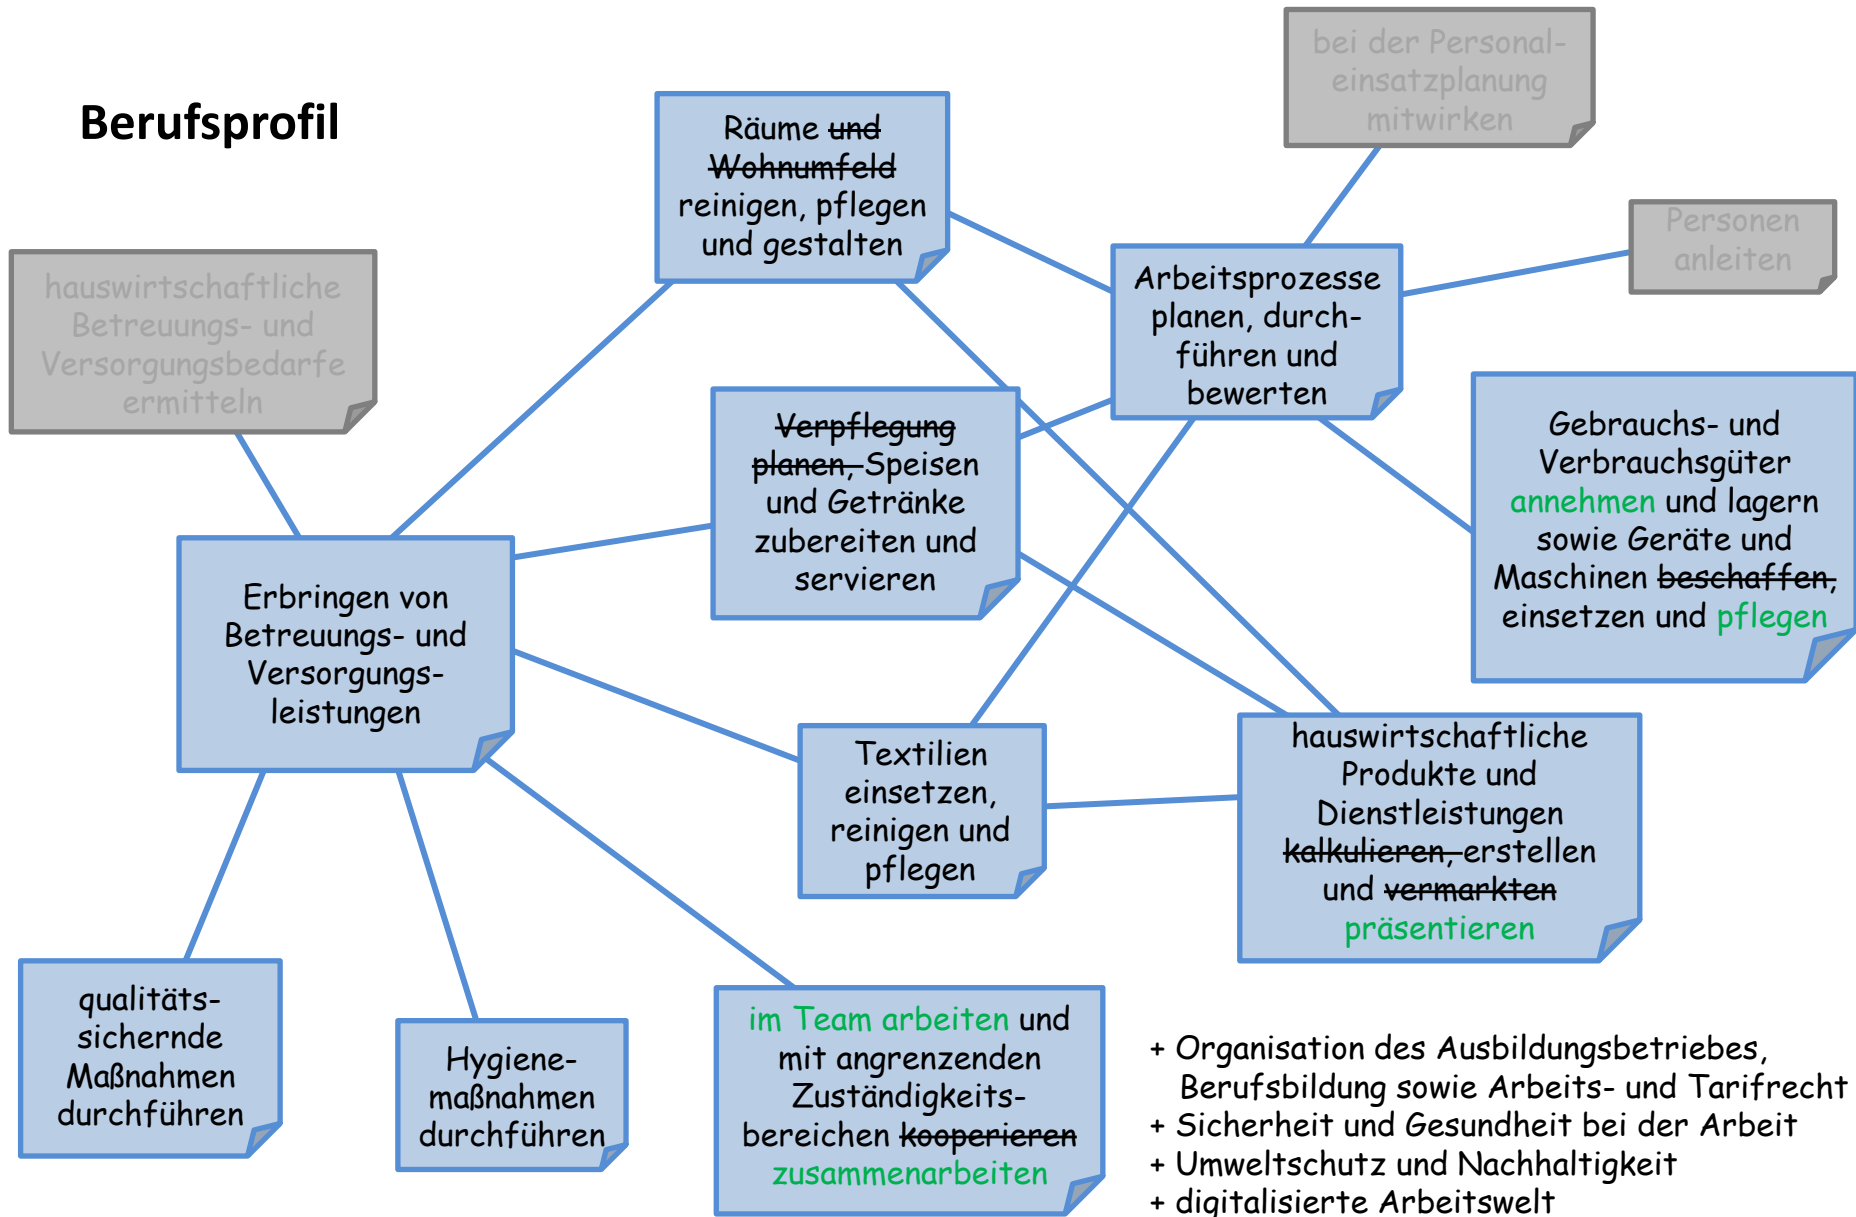 Berufsprofil
bei der Personal-
einsatzplanung
mitwirken
Räume und
Wohnumfeld
reinigen, pflegen
und gestalten
Personen
anleiten
hauswirtschaftliche
Betreuungs- und
Versorgungsbedarfe
ermitteln
Arbeitsprozesse
planen, durch-
führen und
bewerten
Verpflegung
planen, Speisen
und Getränke
zubereiten und
servieren
Gebrauchs- und
Verbrauchsgüter
annehmen und lagern
sowie Geräte und
Maschinen beschaffen,
einsetzen und pflegen
Erbringen von
Betreuungs- und
Versorgungs-
leistungen
Textilien
einsetzen,
reinigen und
pflegen
hauswirtschaftliche
Produkte und
Dienstleistungen
kalkulieren, erstellen
und vermarkten
präsentieren
qualitäts-
sichernde
Maßnahmen
durchführen
Hygiene-
maßnahmen
durchführen
im Team arbeiten und
mit angrenzenden
Zuständigkeits-
bereichen kooperieren
zusammenarbeiten
+ Organisation des Ausbildungsbetriebes,
Berufsbildung sowie Arbeits- und Tarifrecht
+ Sicherheit und Gesundheit bei der Arbeit
+ Umweltschutz und Nachhaltigkeit
+ digitalisierte Arbeitswelt